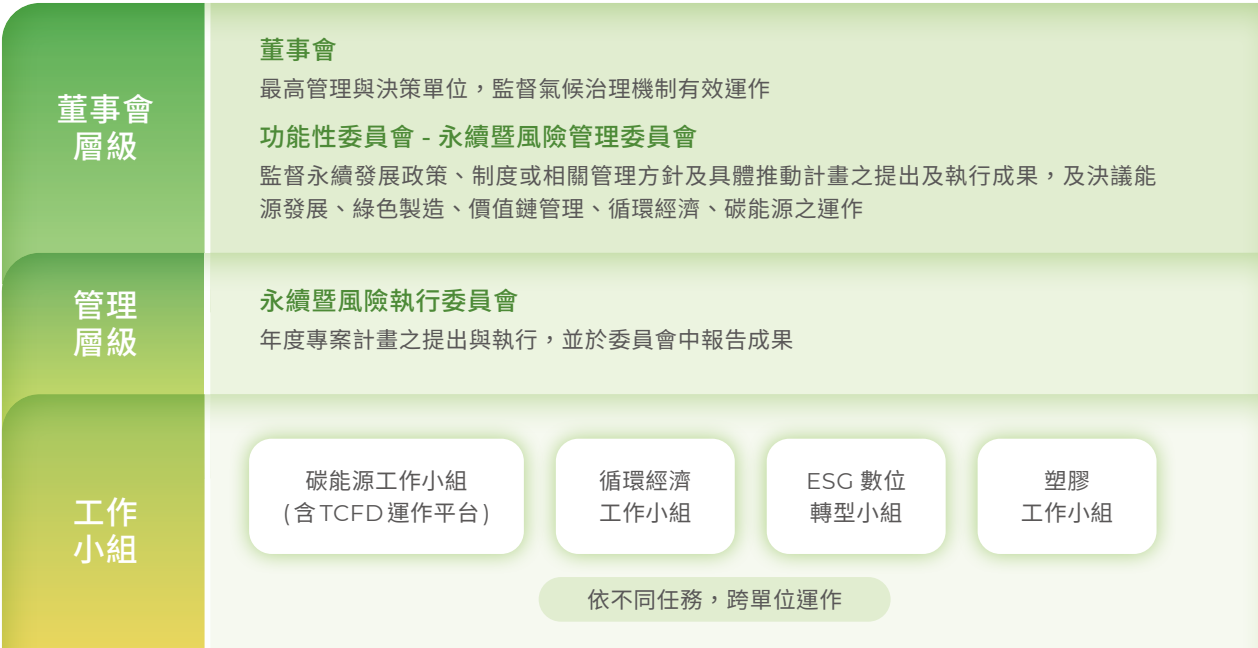 董事會
層級
董事會
最高管理與決策單位，監督氣候治理機制有效運作
功能性委員會 - 永續暨風險管理委員會
監督永續發展政策、制度或相關管理方針及具體推動計畫之提出及執行成果，及決議能
源發展、綠色製造、價值鏈管理、循環經濟、碳能源之運作
管理
層級
永續暨風險執行委員會
年度專案計畫之提出與執行，並於委員會中報告成果
工作
小組
碳能源工作小組
(含 TCFD 運作平台)
循環經濟
工作小組
ESG 數位
轉型小組
塑膠
工作小組
依不同任務，跨單位運作